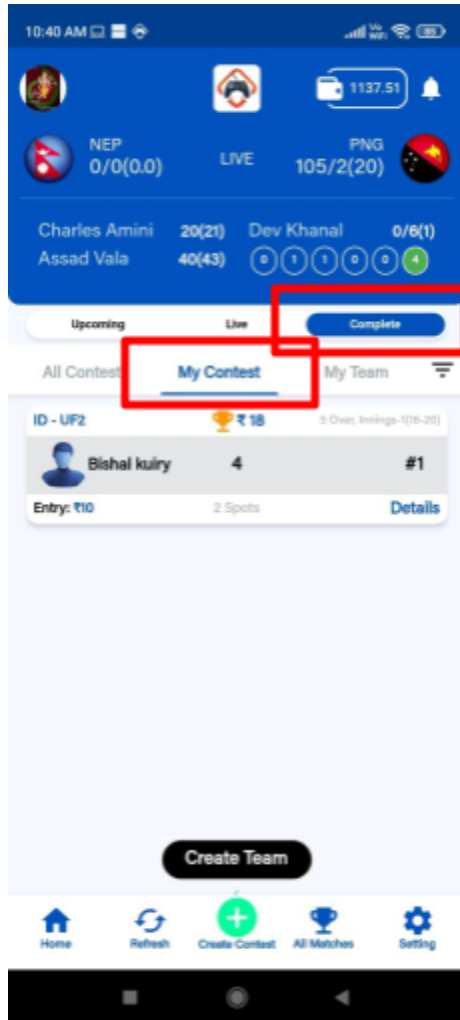 10:40 AM
Vo WiFi 85
1137.51
NEP
0/0(0.0)
LIVE
PNG
105/2(20)
Charles Amini 20(21) Dev Khanal 0/6(1)
Assad Vala 40(43) 0 1 1 0 0 4
Upcoming Live Complete
All Contest My Contest My Team
ID - UF2 ₹ 18 5 Over, Innings-1(16-20)
Bishal kuiry 4 #1
Entry: ₹10 2 Spots Details
Create Team
Home Refresh Create Contest All Matches Setting